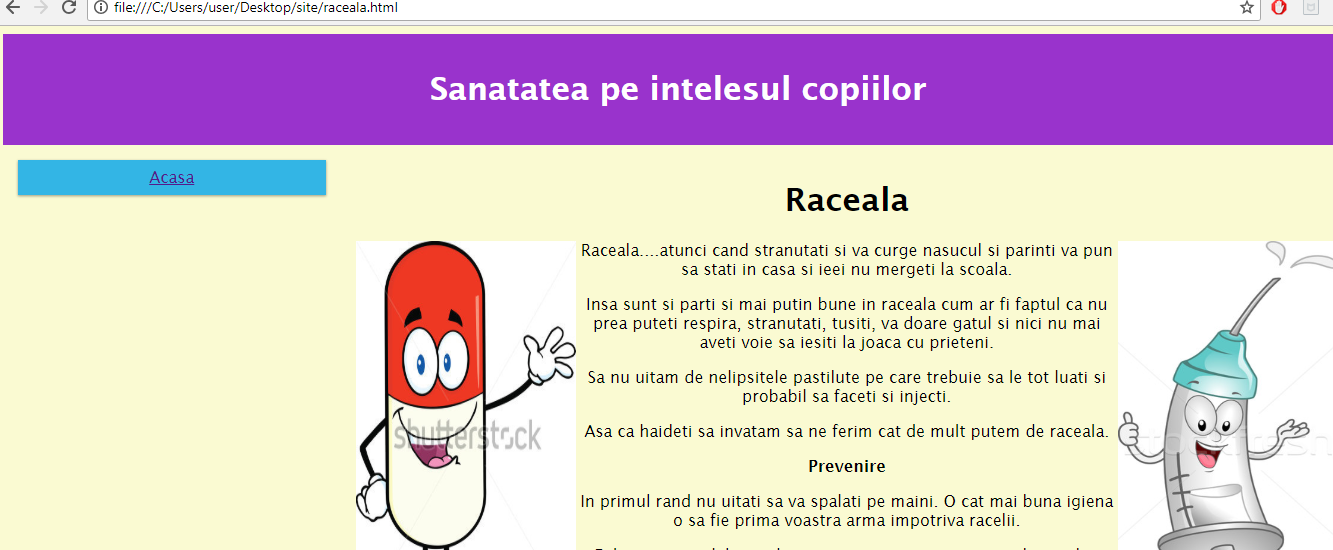 file:///C:/Users/user/Desktop/site/raceala.html
Sanatatea pe intelesul copiilor
Acasa
Raceala
Raceala....atunci cand stranutati si va curge nasucul si parinti va pun
sa stati in casa si ieei nu mergeti la scoala.
Insa sunt si parti si mai putin bune in raceala cum ar fi faptul ca nu
prea puteti respira, stranutati, tusiti, va doare gatul si nici nu mai
aveti voie sa iesiti la joaca cu prieteni.
Sa nu uitam de nelipsitele pastilute pe care trebuie sa le tot luati si
probabil sa faceti si injecti.
Asa ca haideti sa invatam sa ne ferim cat de mult putem de raceala.
shutterstock
Prevenire
In primul rand nu uitati sa va spalati pe maini. O cat mai buna igiena
o sa fie prima voastra arma impotriva racelii.